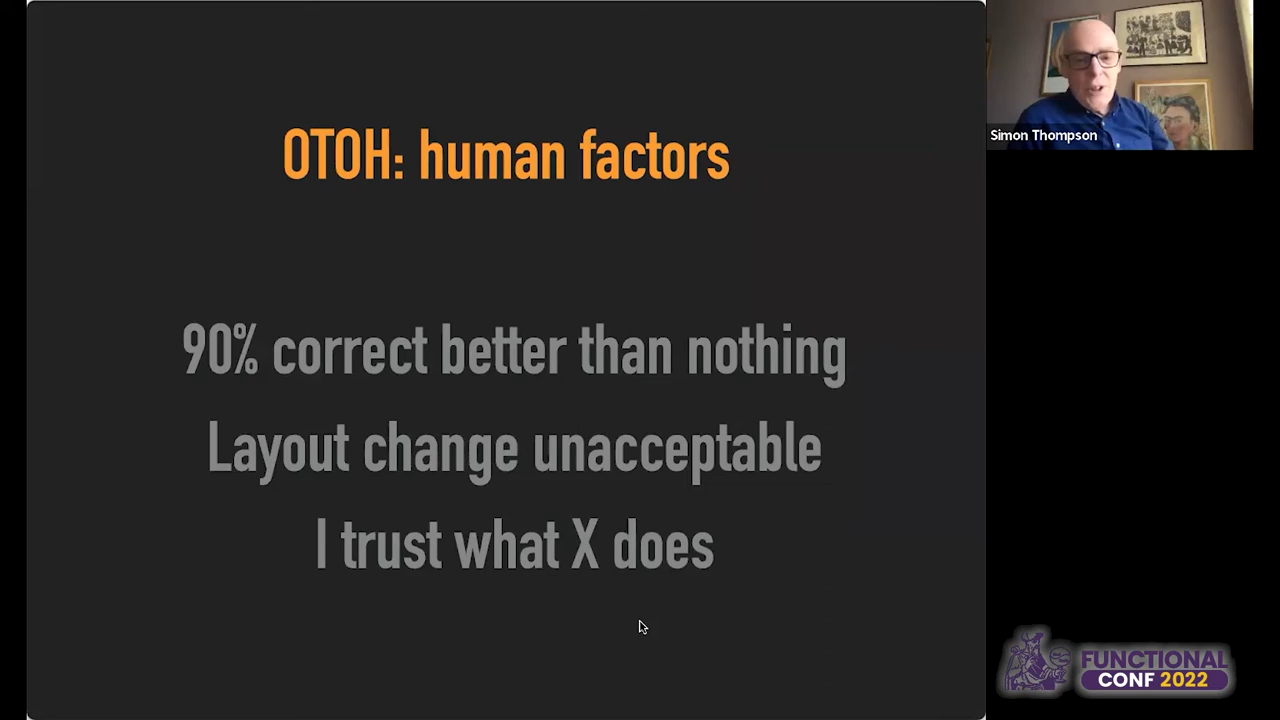 OTOH: human factors
90% correct better than nothing
Layout change unacceptable
I trust what X does
Simon Thompson
FUNCTIONAL
CONF 2022